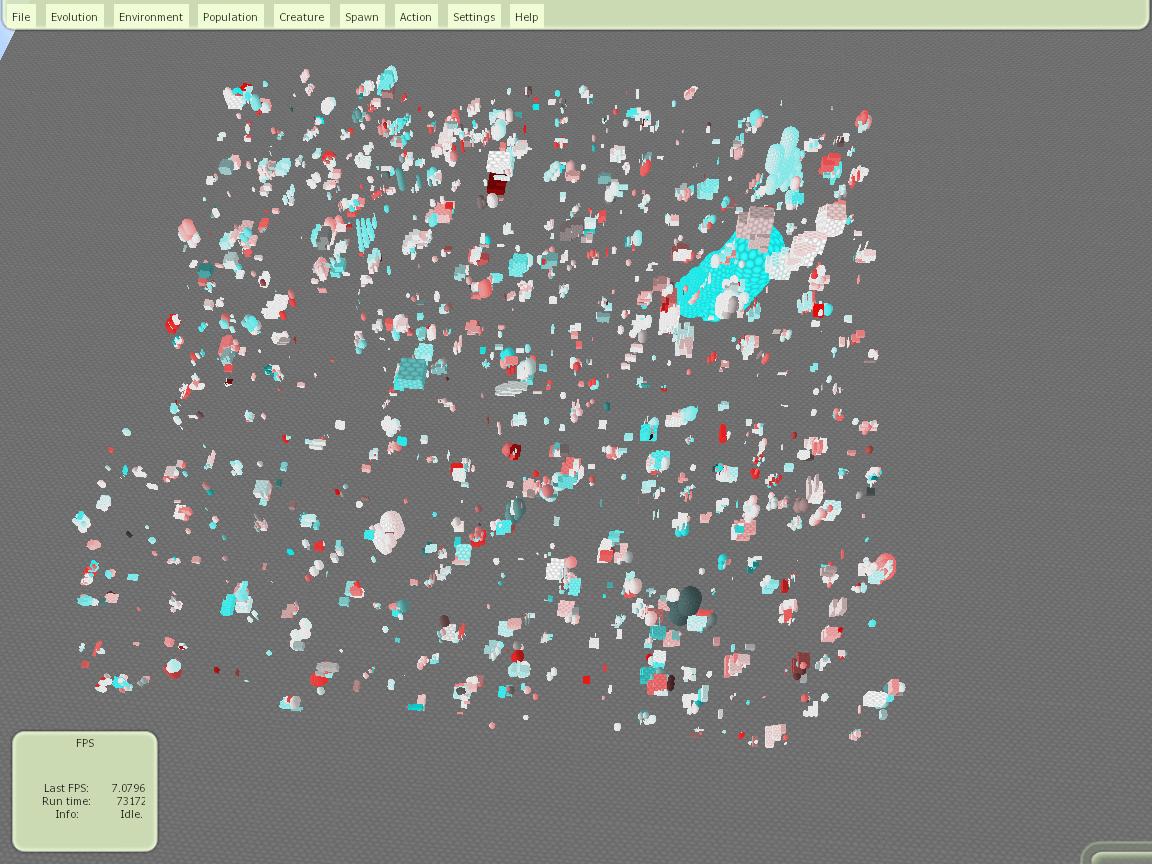 File Evolution Environment Population Creature Spawn Action Settings Help
FPS
Last FPS: 7.0796
Run time: 73172
Info: Idle.